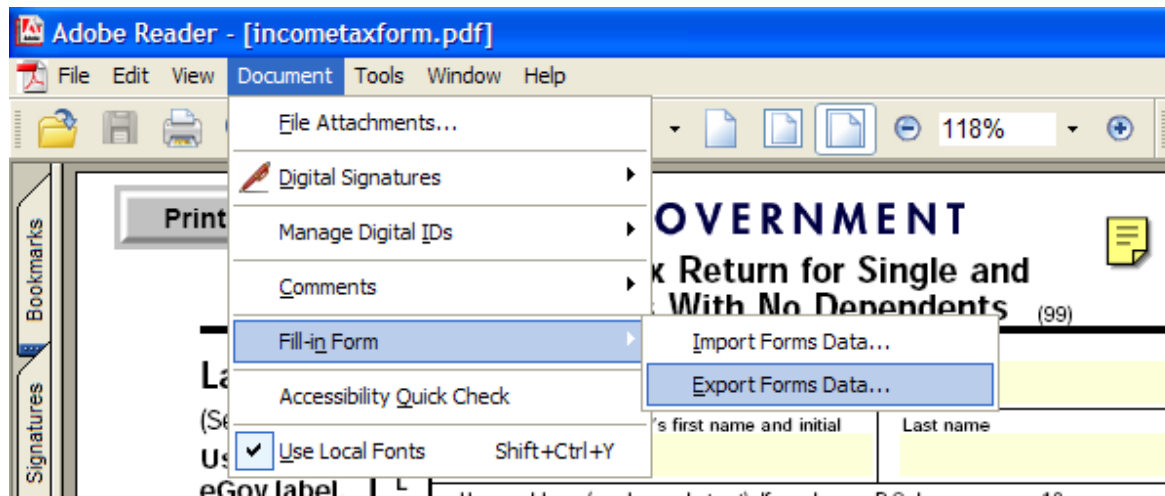 Adobe Reader - [incometaxform.pdf]
File Edit View Document Tools Window Help
118%
File Attachments...
Digital Signatures
Manage Digital IDs
Comments
Fill-in Form
Accessibility Quick Check
Use Local Fonts Shift+Ctrl+Y
Import Forms Data...
Export Forms Data...
Bookmarks
Signatures
Print
OVERNMENT
x Return for Single and
With No Dependents (99)
's first name and initial
Last name
eGov label.
L